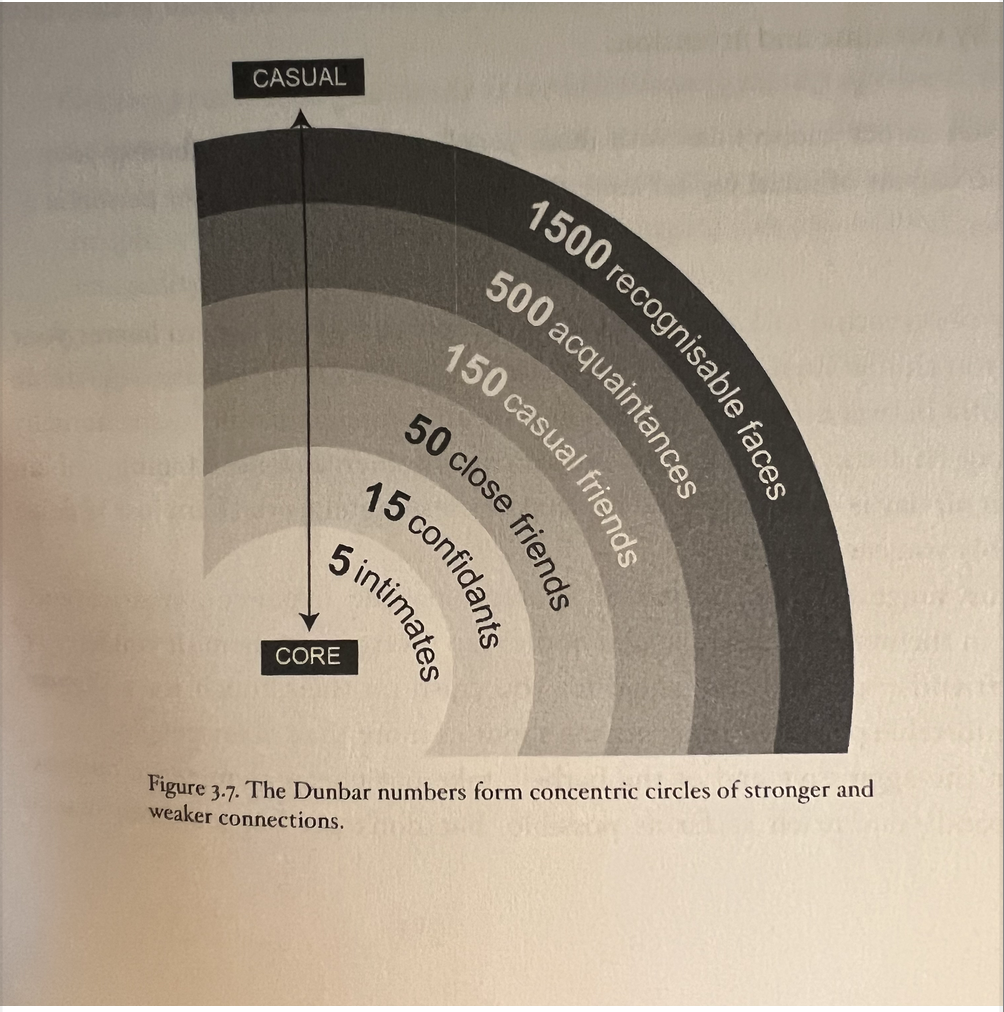 CASUAL
1500 recognisable faces
500 acquaintances
150 casual friends
50 close friends
15 confidants
5 intimates
CORE
Figure 3.7. The Dunbar numbers form concentric circles of stronger and
weaker connections.